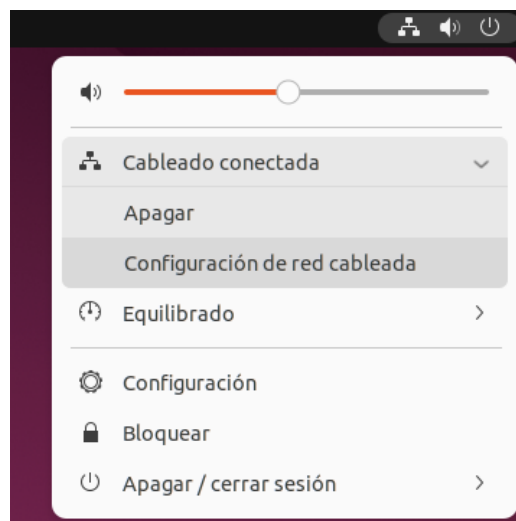 Cableado conectada
Apagar
Configuración de red cableada
Equilibrado
Configuración
Bloquear
Apagar / cerrar sesión